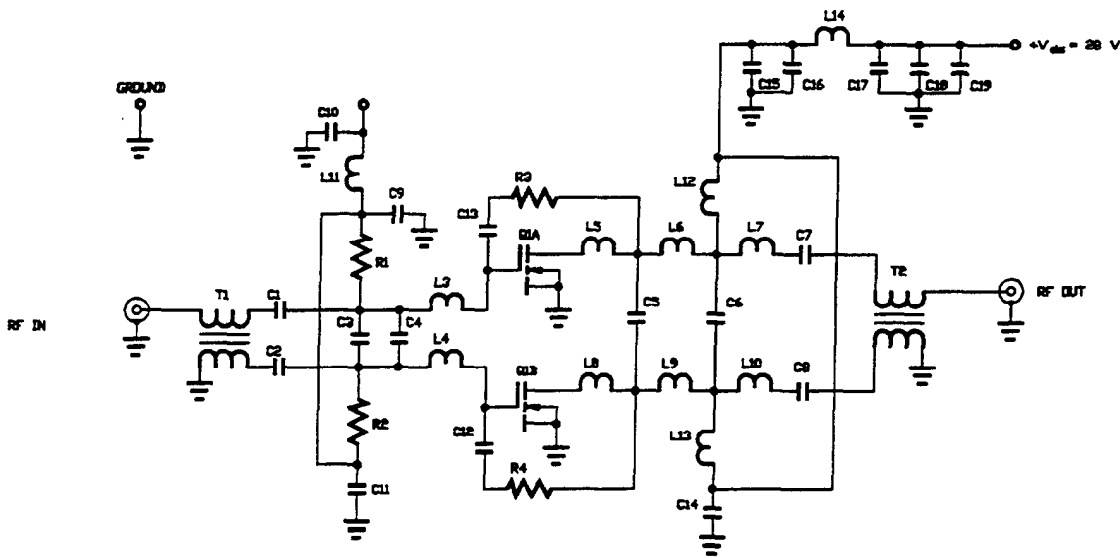 L14
+Vdss = 28 V
C15
C16
C17
C18
C19
GROUND
C10
L11
C9
R3
L12
C13
Q1A
L5
L6
L7
C7
R1
L3
T2
T1
C1
RF OUT
C3
C4
C5
C6
RF IN
C2
L4
Q1B
L8
L9
L10
C8
R2
C12
L13
R4
C11
C14